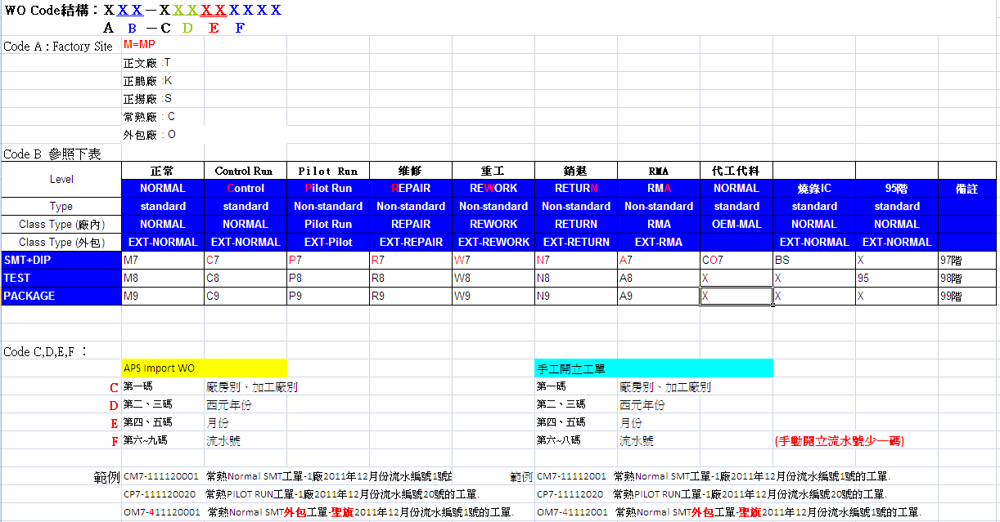 WO Code結構：X X X － X X X X X X X X X
A B － C D E F
Code A : Factory Site M=MP
正文廠 :T
正鵬廠 :K
正揚廠 :S
常熟廠 : C
外包廠 : O
Code B 參照下表
Level 正常 Control Run Pilot Run 维修 重工 銷退 RMA 代工代料
NORMAL Control Pilot Run REPAIR REWORK RETURN RMA NORMAL 燒錄IC 95階 備註
Type standard standard Non-standard Non-standard Non-standard Non-standard Non-standard standard standard standard
Class Type (廠內) NORMAL NORMAL Pilot Run REPAIR REWORK RETURN RMA OEM-MAL NORMAL NORMAL
Class Type (外包) EXT-NORMAL EXT-NORMAL EXT-Pilot EXT-REPAIR EXT-REWORK EXT-RETURN EXT-RMA EXT-NORMAL EXT-NORMAL
SMT+DIP M7 C7 P7 R7 W7 N7 A7 CO7 BS X 97階
TEST M8 C8 P8 R8 W8 N8 A8 X X 95 98階
PACKAGE M9 C9 P9 R9 W9 N9 A9 X X X 99階
Code C,D,E,F ：
APS Import WO 手工開立工單
C 第一碼 廠房別、加工廠別 第一碼 廠房別、加工廠別
D 第二、三碼 西元年份 第二、三碼 西元年份
E 第四、五碼 月份 第四、五碼 月份
F 第六~九碼 流水號 第六~八碼 流水號 (手動開立流水號少一碼)
範例 CM7-111120001 常熟Normal SMT工單-1廠2011年12月份流水編號1號 範例 CM7-11112001 常熟Normal SMT工單-1廠2011年12月份流水編號1號的工單.
CP7-111120020 常熟PILOT RUN工單-1廠2011年12月份流水編號20號的工單. CP7-11112020 常熟PILOT RUN工單-1廠2011年12月份流水編號20號的工單.
OM7-411120001 常熟Normal SMT外包工單-聖旗2011年12月份流水編號1號的工單. OM7-41112001 常熟Normal SMT外包工單-聖旗2011年12月份流水編號1號的工單.